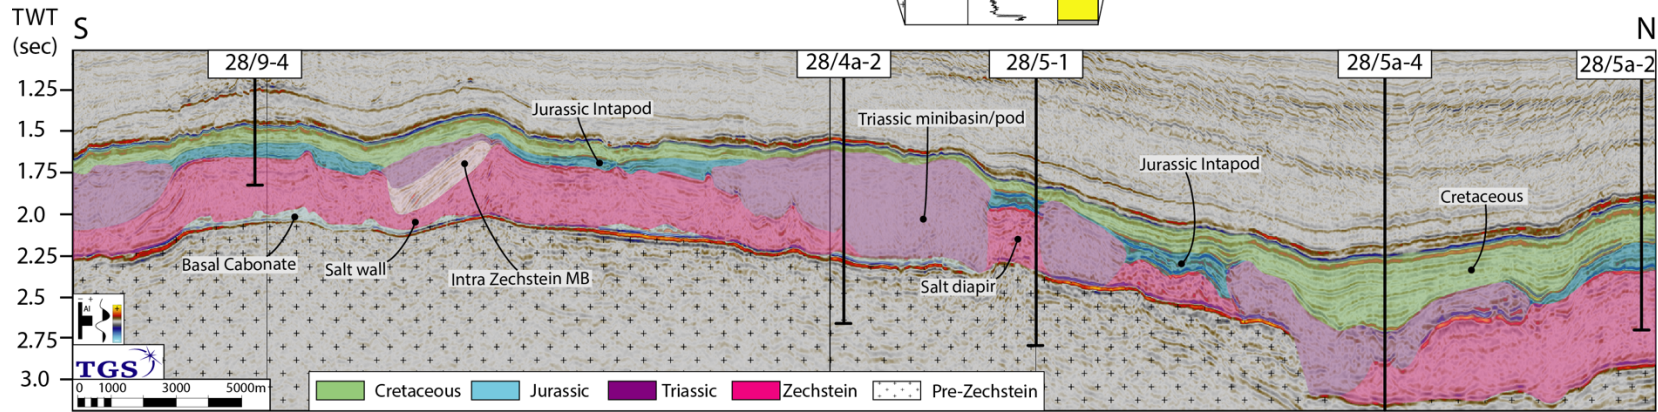 TWT
(sec)
S
N
28/9-4
28/4a-2
28/5-1
28/5a-4
28/5a-2
1.25
1.5
1.75
2.0
2.25
2.5
2.75
3.0
Jurassic Intapod
Triassic minibasin/pod
Jurassic Intapod
Cretaceous
Basal Cabonate
Salt wall
Intra Zechstein MB
Salt diapir
- +
AI
TGS
0 1000 3000 5000m
Cretaceous
Jurassic
Triassic
Zechstein
Pre-Zechstein